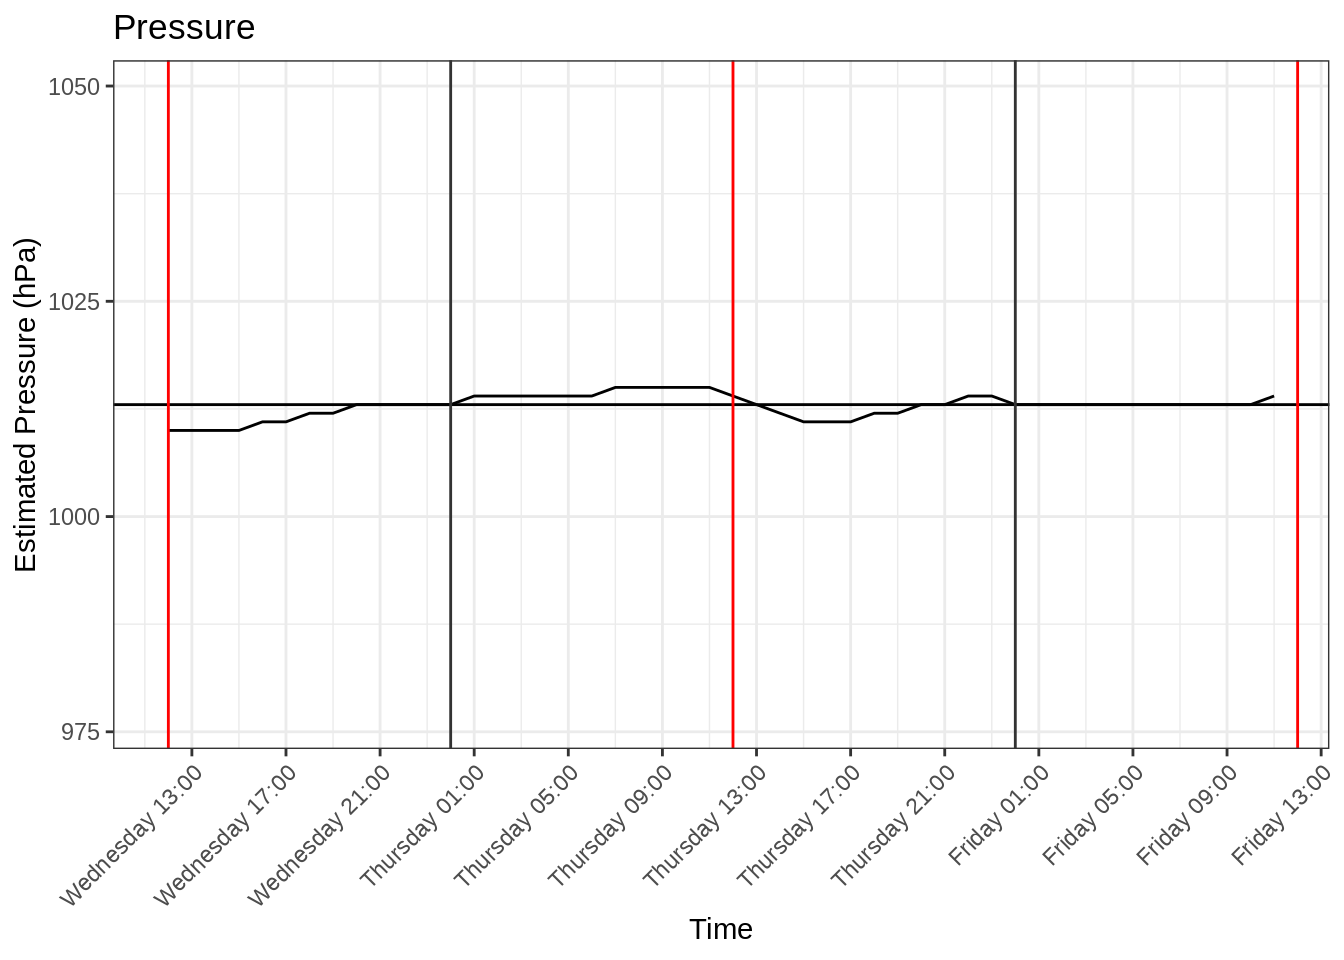 Pressure
Estimated Pressure (hPa)
1050
1025
1000
975
Wednesday 13:00
Wednesday 17:00
Wednesday 21:00
Thursday 01:00
Thursday 05:00
Thursday 09:00
Thursday 13:00
Thursday 17:00
Thursday 21:00
Friday 01:00
Friday 05:00
Friday 09:00
Friday 13:00
Time